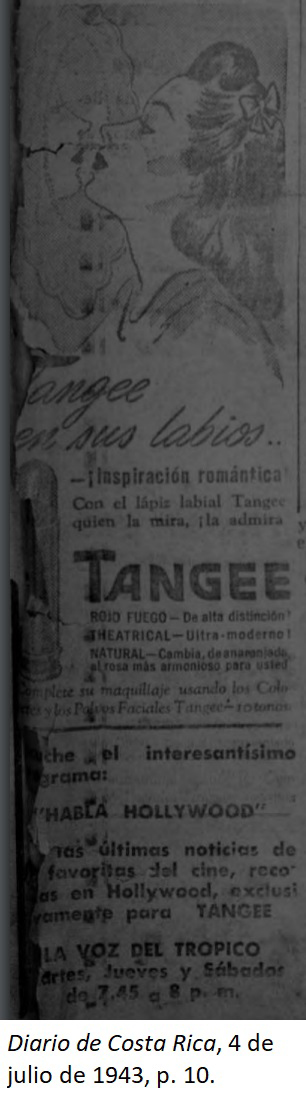 Tangee
en sus labios..
—¡Inspiración romántica
Con el lápiz labial Tangee
quien la mira, ¡la admira
y
e
TANGEE
ROJO FUEGO — De alta distinción!
THEATRICAL — Ultra-moderno!
NATURAL — Cambia, de anaranjado,
al rosa más armonioso para usted
mplete su maquillaje usando los Colo
y los Polvos Faciales Tangee
che el interesantísimo
grama:
"HABLA HOLLYWOOD"
las últimas noticias de
favoritas del cine, reco-
as en Hollywood, exclusi
vamente para TANGEE
LA VOZ DEL TROPICO
artes, Jueves y Sábados
de 7.45 a 8 p. m.
Diario de Costa Rica, 4 de
julio de 1943, p. 10.